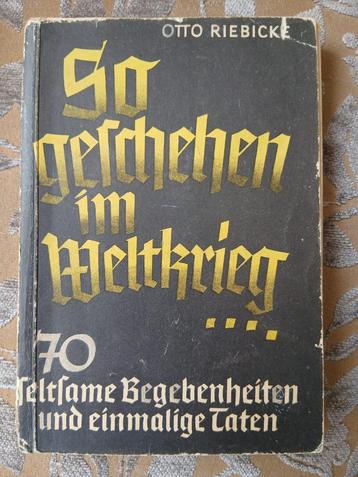 OTTO RIEBICKE
So
geschehen
im
Weltkrieg
....
70
seltsame Begebenheiten
und einmalige Taten